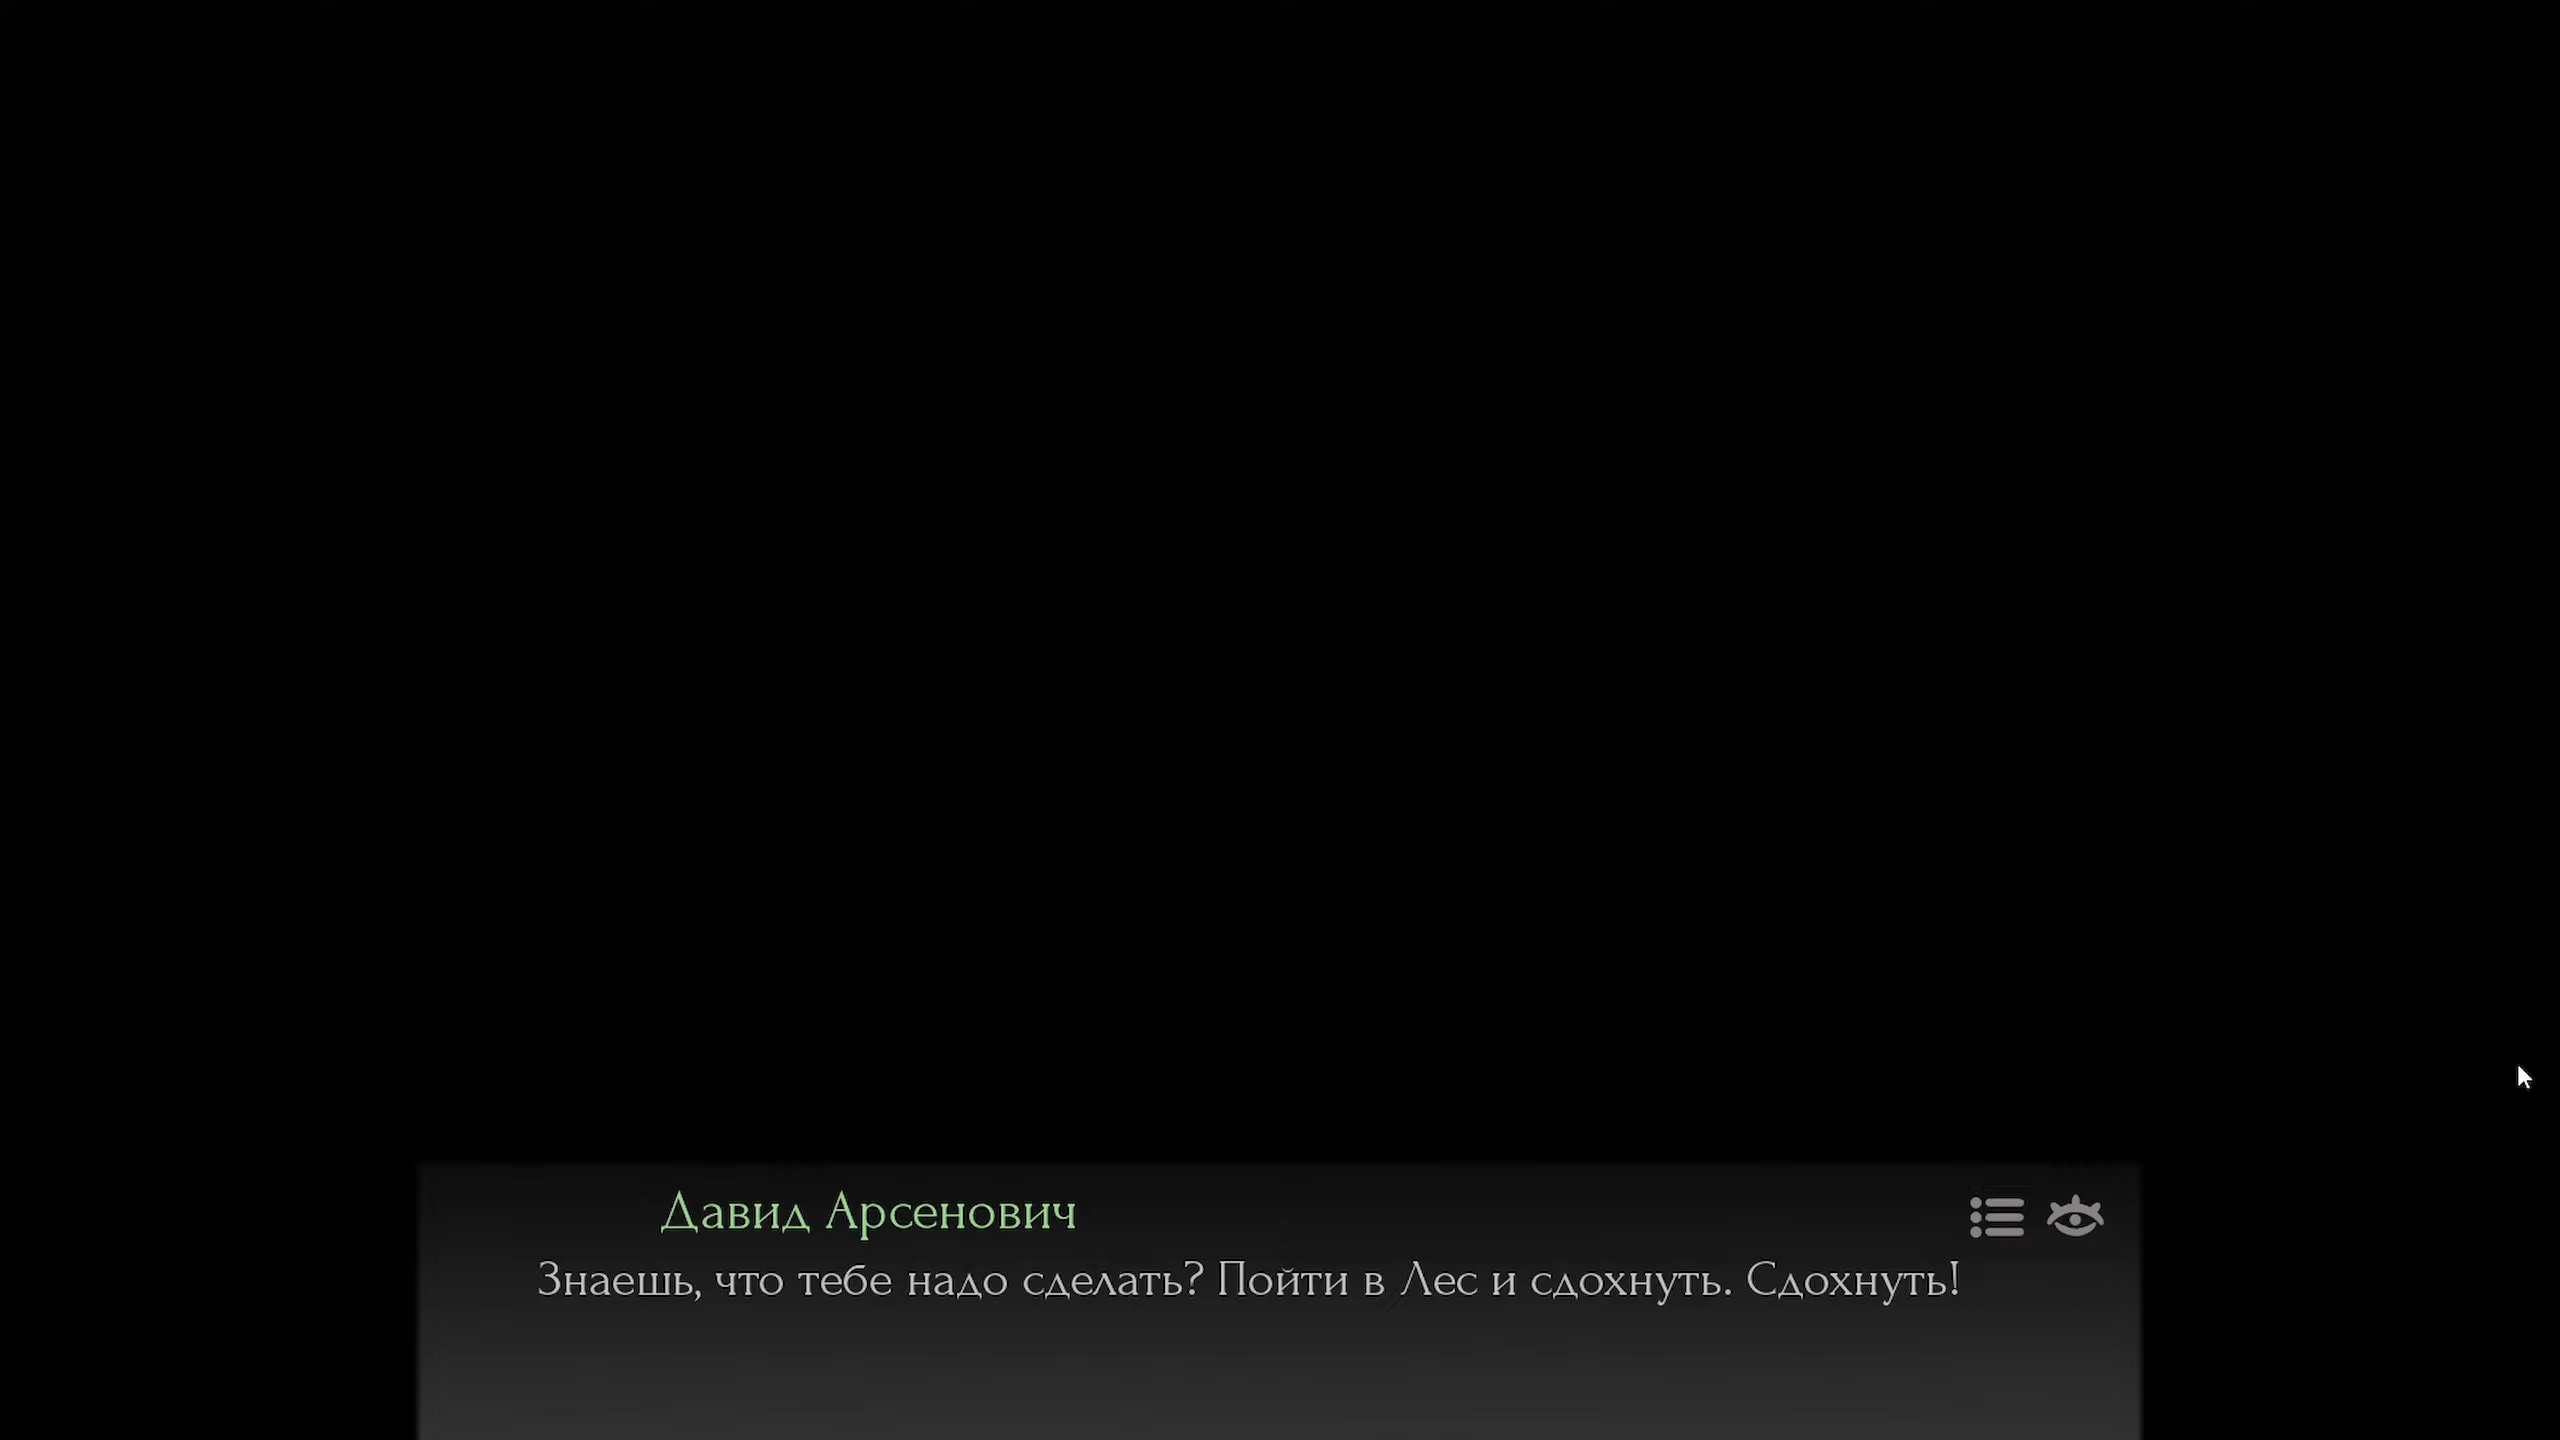 Давид Арсенович
Знаешь, что тебе надо сделать? Пойти в Лес и сдохнуть. Сдохнуть!